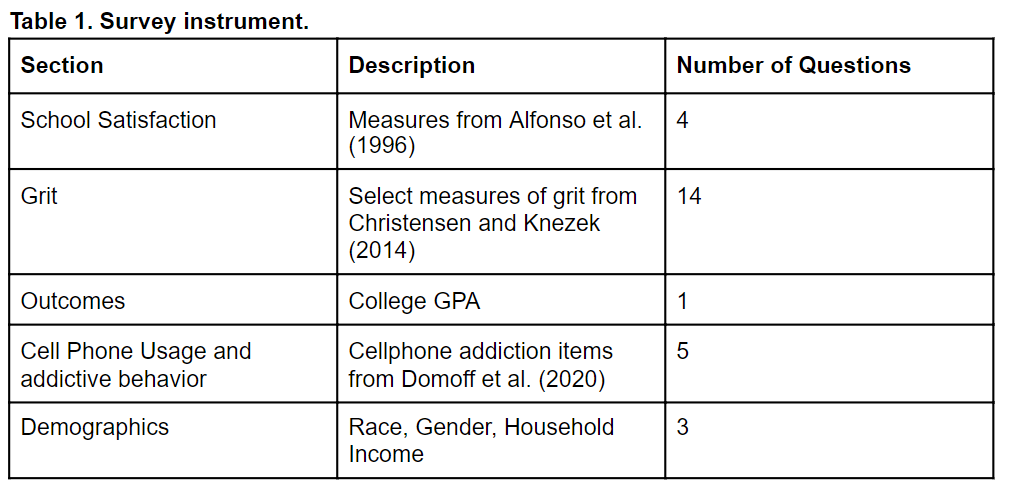 Table 1. Survey instrument.
Section
Description
Number of Questions
School Satisfaction
Measures from Alfonso et al.
(1996)
4
Grit
Select measures of grit from
Christensen and Knezek
(2014)
14
Outcomes
College GPA
1
Cell Phone Usage and
addictive behavior
Cellphone addiction items
from Domoff et al. (2020)
5
Demographics
Race, Gender, Household
Income
3